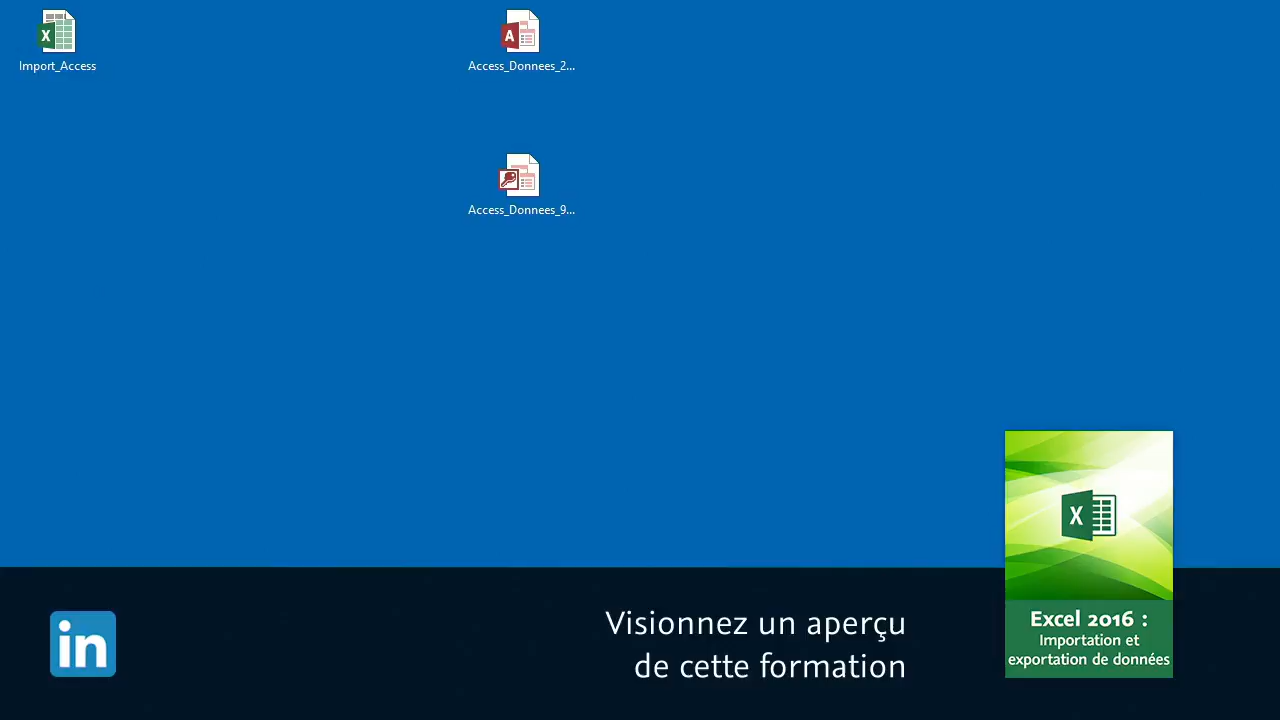 Import_Access
Access_Donnees_2...
Access_Donnees_9...
Visionnez un aperçu
de cette formation
in
X
Excel 2016 :
Importation et
exportation de données